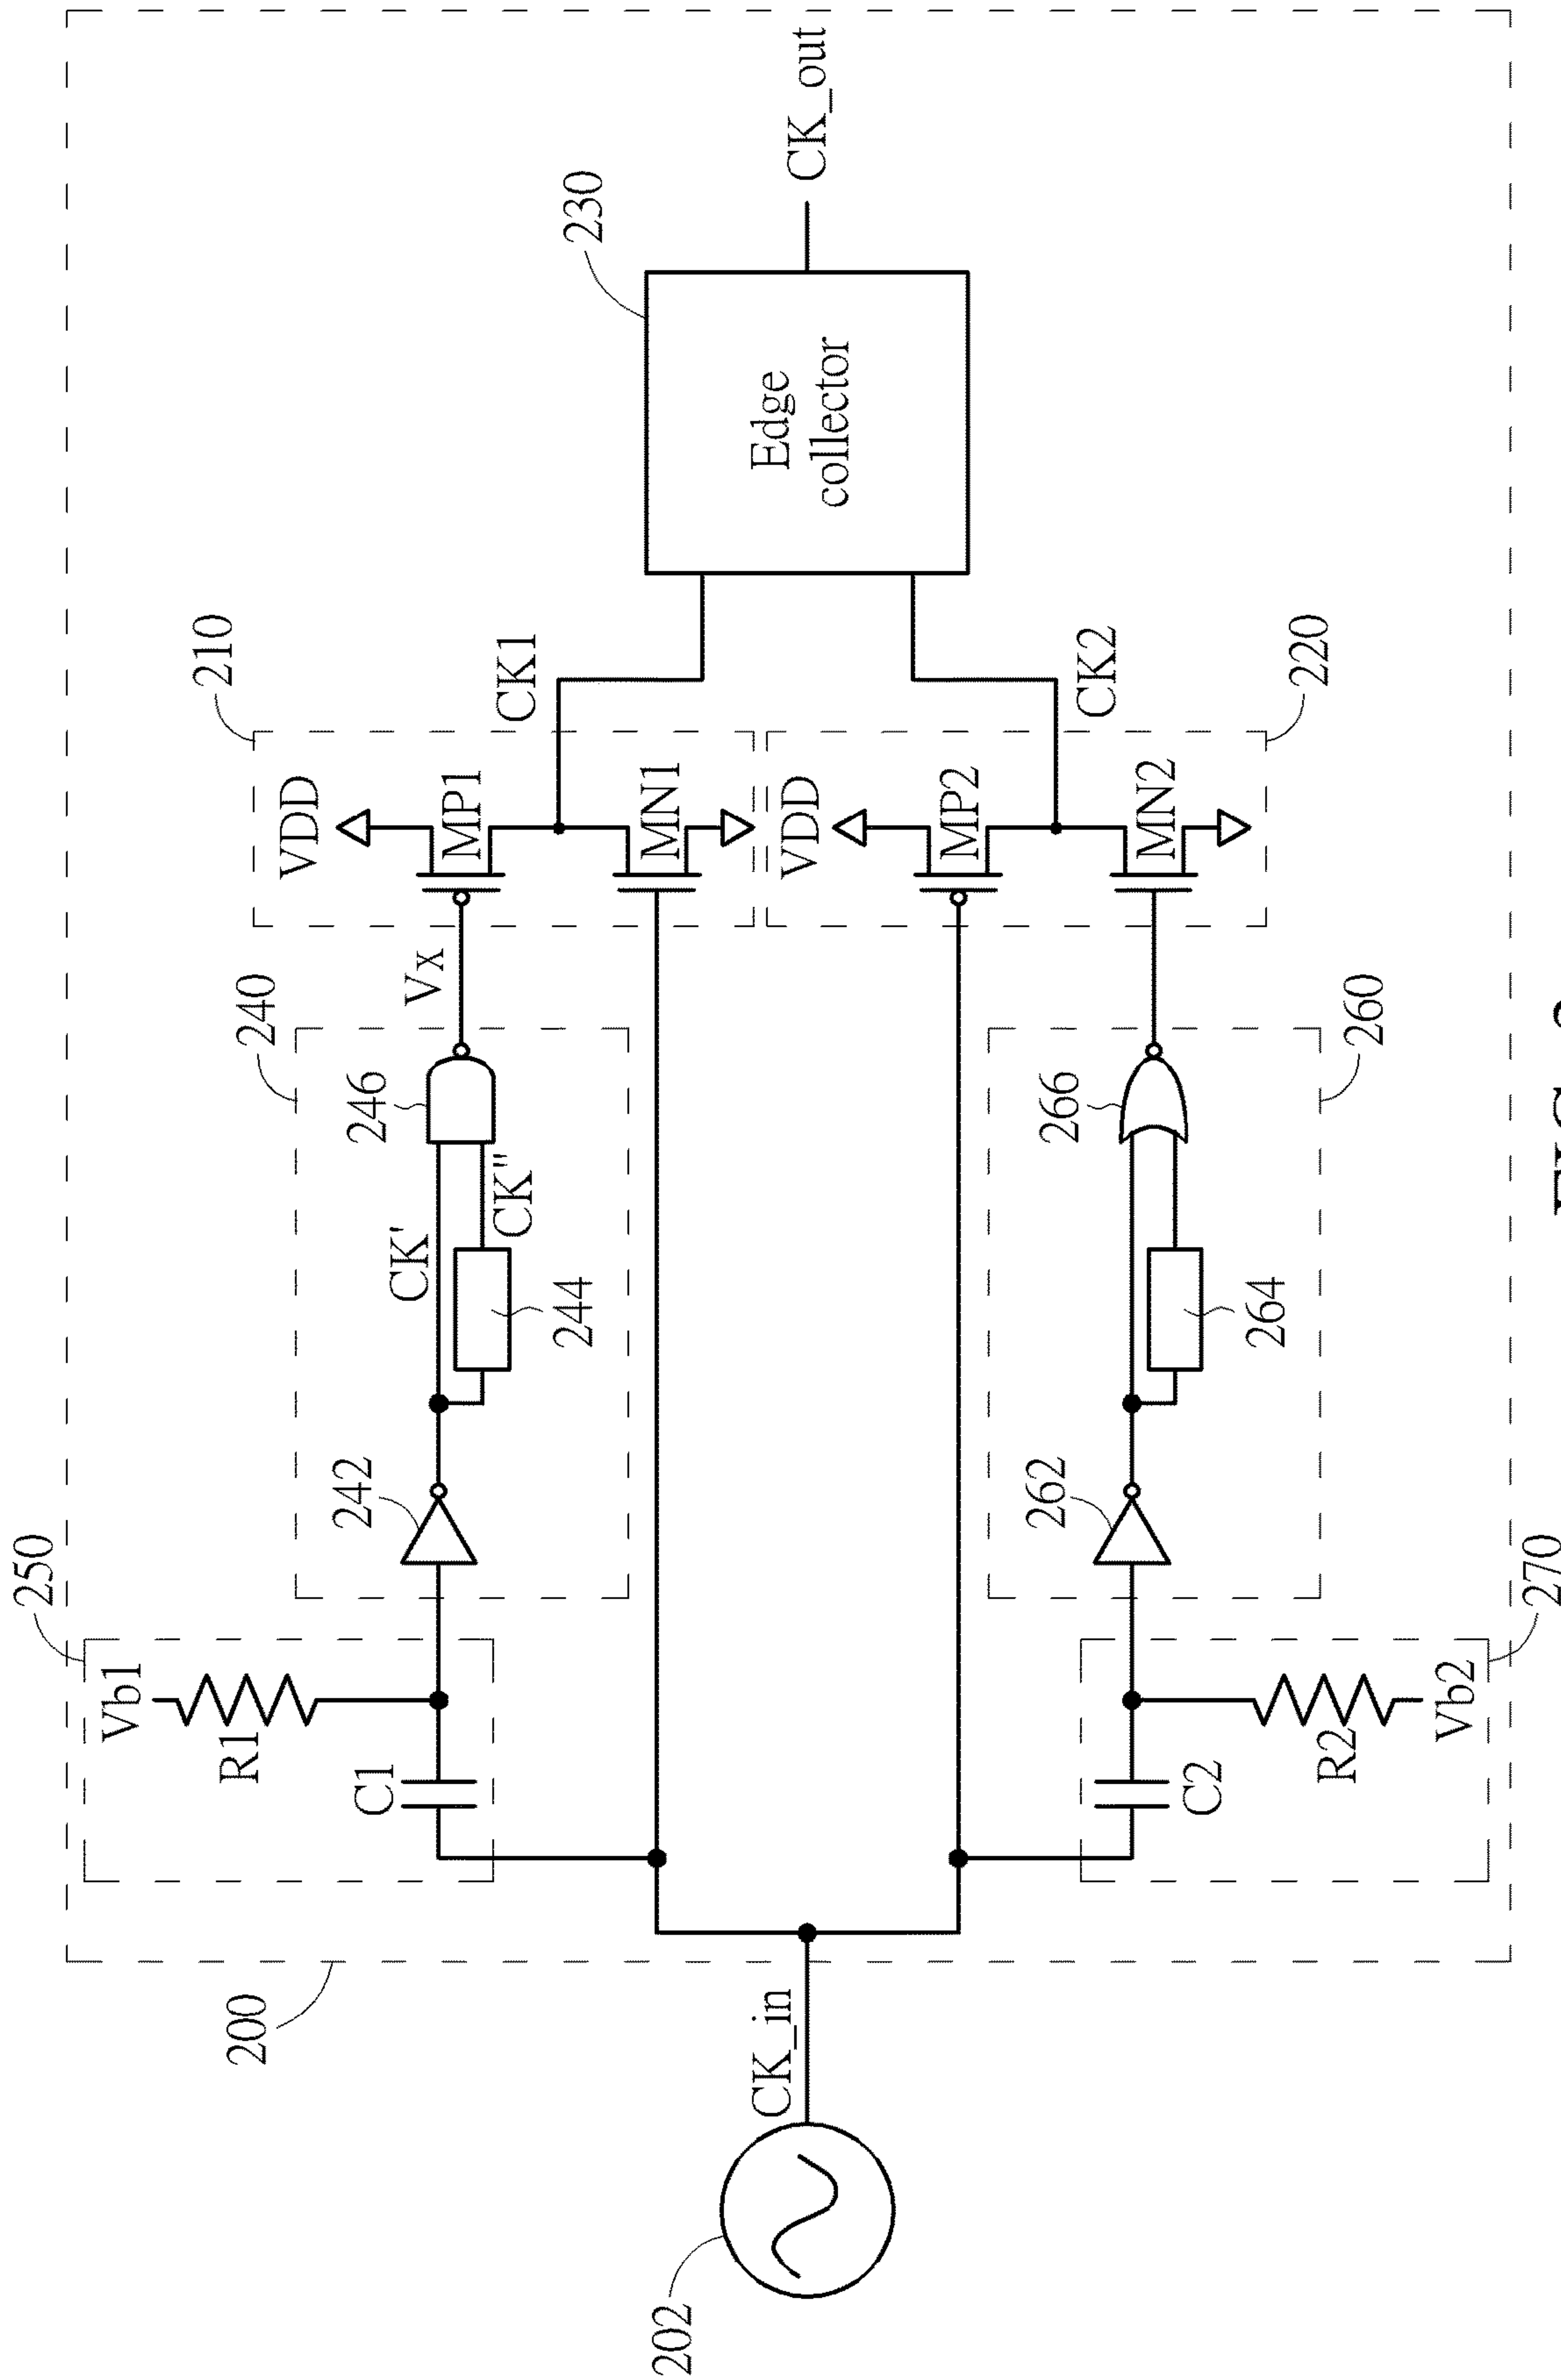 200
250
Vb1
R1
C1
242
240
CK'
CK"
244
246
Vx
210
VDD
MP1
MN1
CK1
202
CK_in
230
Edge
collector
CK_out
VDD
MP2
MN2
CK2
220
262
264
266
260
C2
R2
Vb2
270